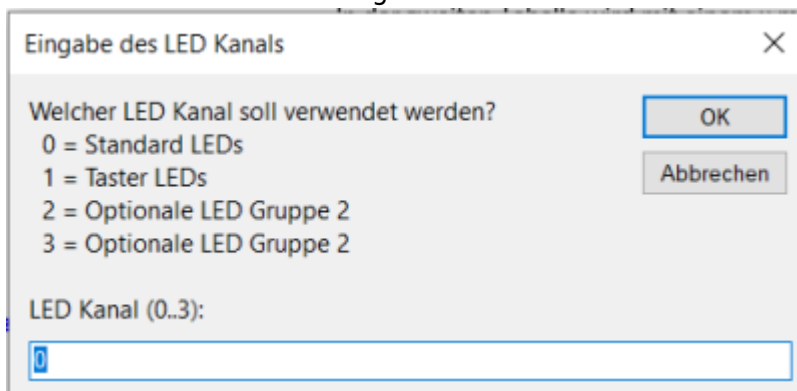 Eingabe des LED Kanals
Welcher LED Kanal soll verwendet werden?
0 = Standard LEDs
1 = Taster LEDs
2 = Optionale LED Gruppe 2
3 = Optionale LED Gruppe 2
OK
Abbrechen
LED Kanal (0..3):
0